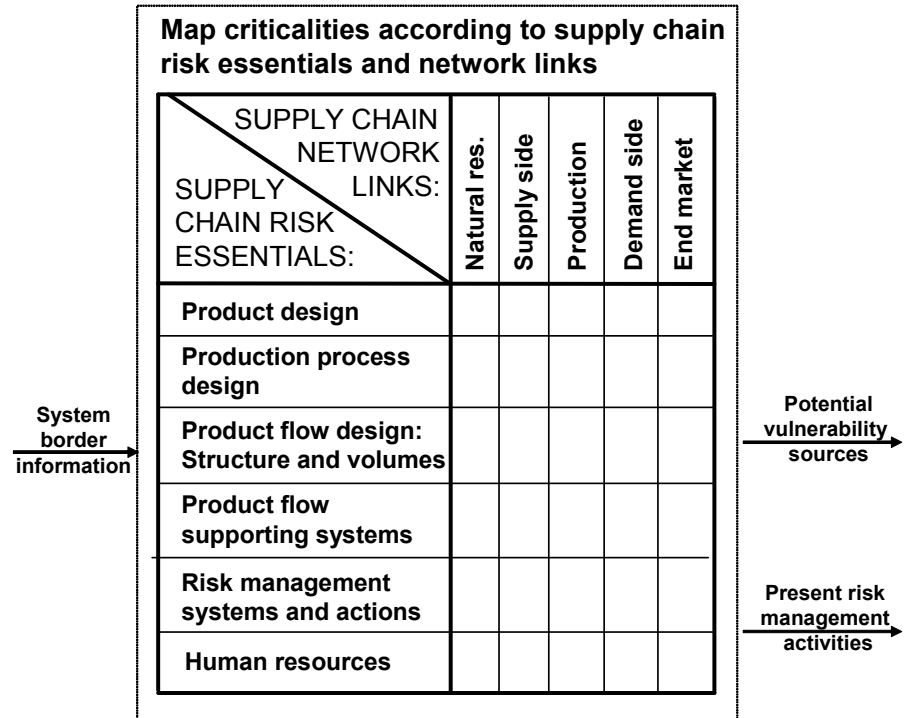 Map criticalities according to supply chain
risk essentials and network links
SUPPLY CHAIN
NETWORK
LINKS:
SUPPLY
CHAIN RISK
ESSENTIALS:
Natural res.
Supply side
Production
Demand side
End market
Product design
Production process
design
Product flow design:
Structure and volumes
Product flow
supporting systems
Risk management
systems and actions
Human resources
System
border
information
Potential
vulnerability
sources
Present risk
management
activities